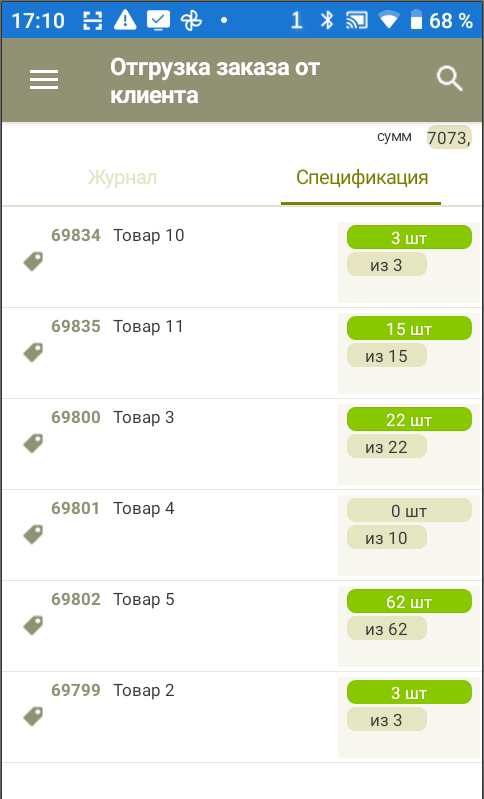 17:10 1 68 %
Отгрузка заказа от
клиента
сумм 7073,
Журнал Спецификация
69834 Товар 10 3 шт
из 3
69835 Товар 11 15 шт
из 15
69800 Товар 3 22 шт
из 22
69801 Товар 4 0 шт
из 10
69802 Товар 5 62 шт
из 62
69799 Товар 2 3 шт
из 3